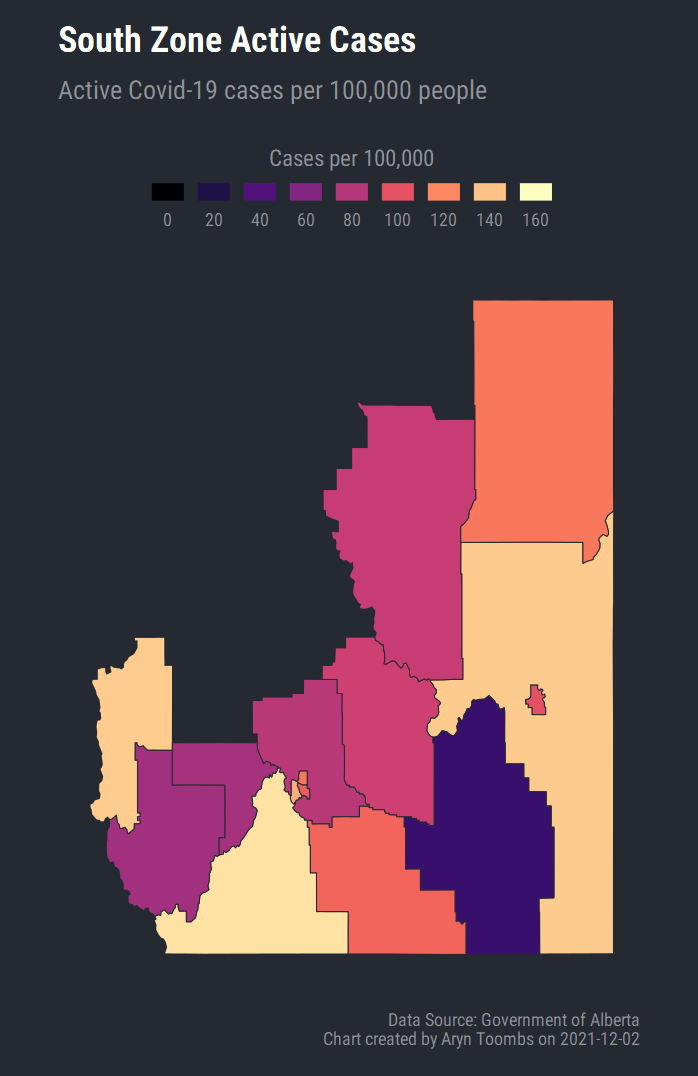 South Zone Active Cases
Active Covid-19 cases per 100,000 people
Cases per 100,000
0 20 40 60 80 100 120 140 160
Data Source: Government of Alberta
Chart created by Aryn Toombs on 2021-12-02